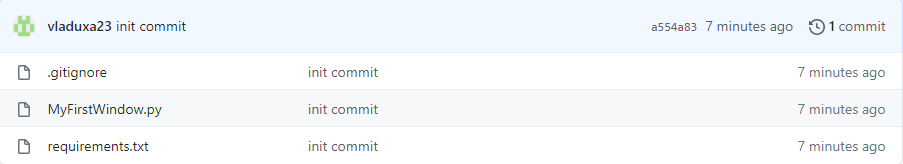 vladuxa23 init commit a554a83 7 minutes ago 1 commit
.gitignore init commit 7 minutes ago
MyFirstWindow.py init commit 7 minutes ago
requirements.txt init commit 7 minutes ago